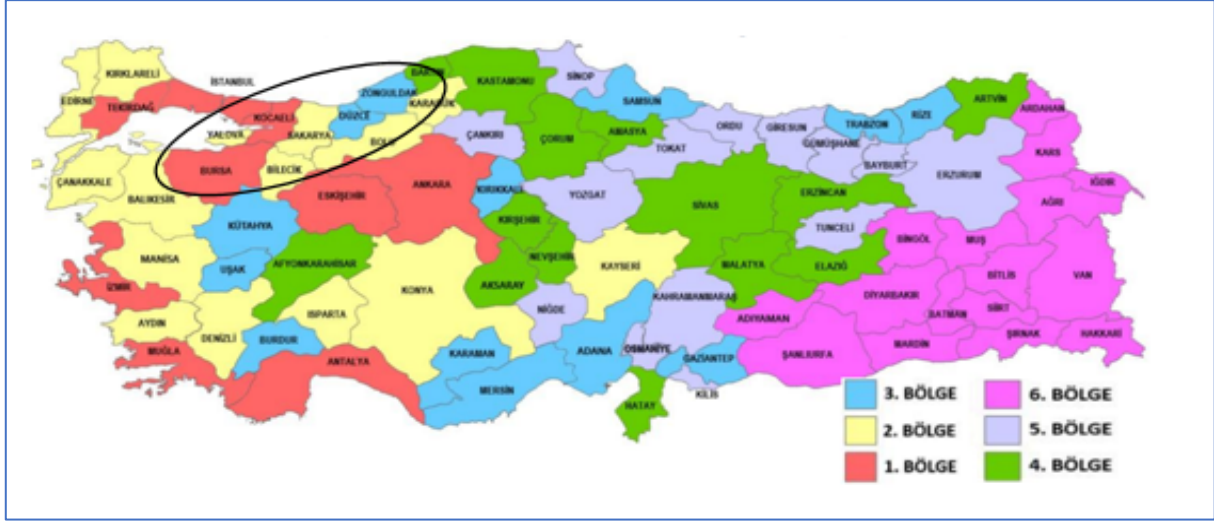 KIRKLARELİ
EDİRNE
TEKİRDAĞ
İSTANBUL
KOCAELİ
YALOVA
SAKARYA
DÜZCE
ZONGULDAK
BARTIN
KARABÜK
BOLU
BİLECİK
BURSA
ÇANAKKALE
BALIKESİR
KASTAMONU
SİNOP
SAMSUN
ÇANKIRI
ÇORUM
AMASYA
TOKAT
ORDU
GİRESUN
TRABZON
RİZE
ARTVİN
ARDAHAN
GÜMÜŞHANE
BAYBURT
ERZURUM
KARS
IĞDIR
AĞRI
ESKİŞEHİR
ANKARA
KIRIKKALE
YOZGAT
SİVAS
ERZİNCAN
TUNCELİ
BİNGÖL
MUŞ
KÜTAHYA
MANİSA
UŞAK
AFYONKARAHİSAR
KIRŞEHİR
NEVŞEHİR
KAYSERİ
MALATYA
ELAZIĞ
BİTLİS
VAN
İZMİR
AYDIN
DENİZLİ
ISPARTA
KONYA
AKSARAY
NİĞDE
KAHRAMANMARAŞ
ADIYAMAN
DİYARBAKIR
BATMAN
SİİRT
ŞIRNAK
HAKKARİ
MUĞLA
BURDUR
ANTALYA
KARAMAN
MERSİN
ADANA
OSMANİYE
GAZİANTEP
ŞANLIURFA
MARDİN
HATAY
KİLİS
3. BÖLGE
6. BÖLGE
2. BÖLGE
5. BÖLGE
1. BÖLGE
4. BÖLGE